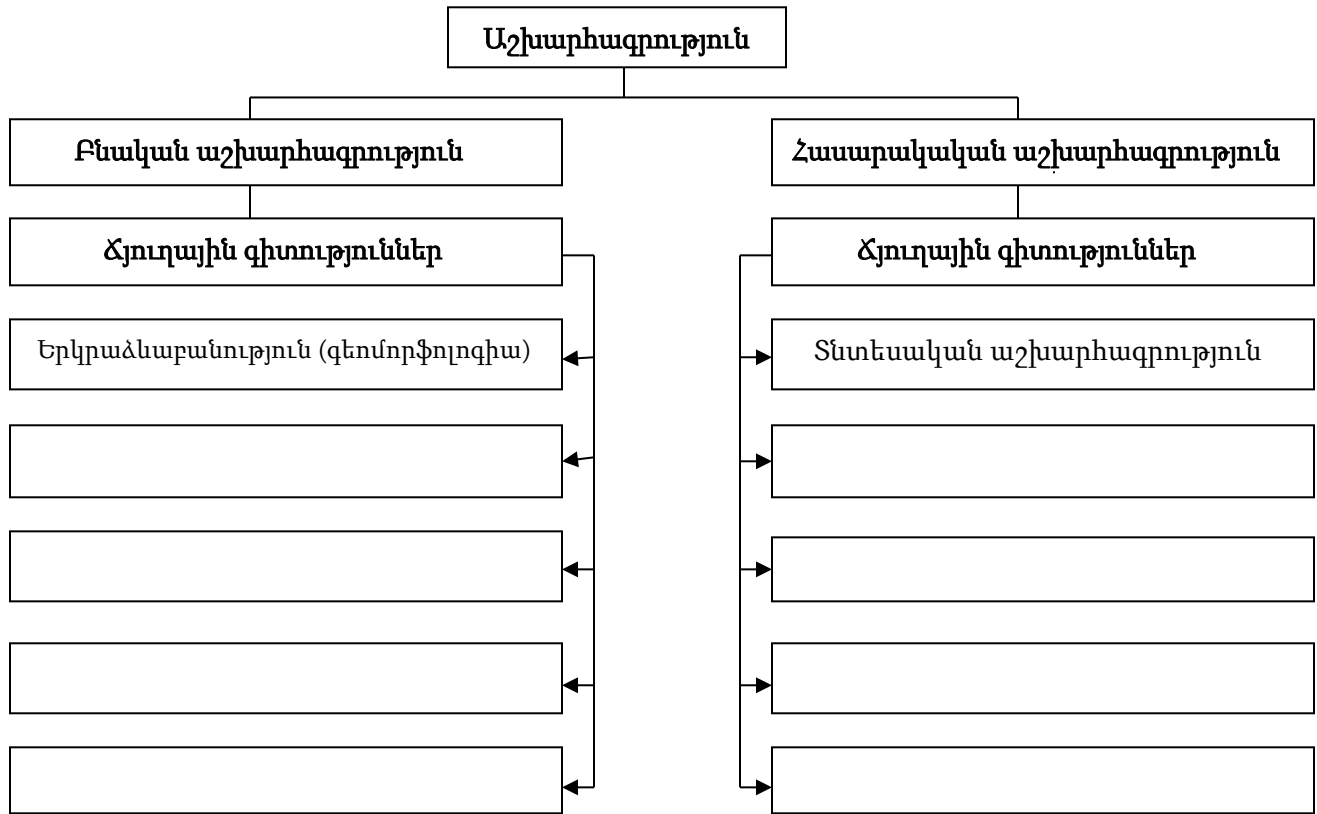 Աշխարհագրություն
Բնական աշխարհագրություն
Հասարակական աշխարհագրություն
Ճյուղային գիտություններ
Ճյուղային գիտություններ
Երկրաձևաբանություն (գեոմորֆոլոգիա)
Տնտեսական աշխարհագրություն